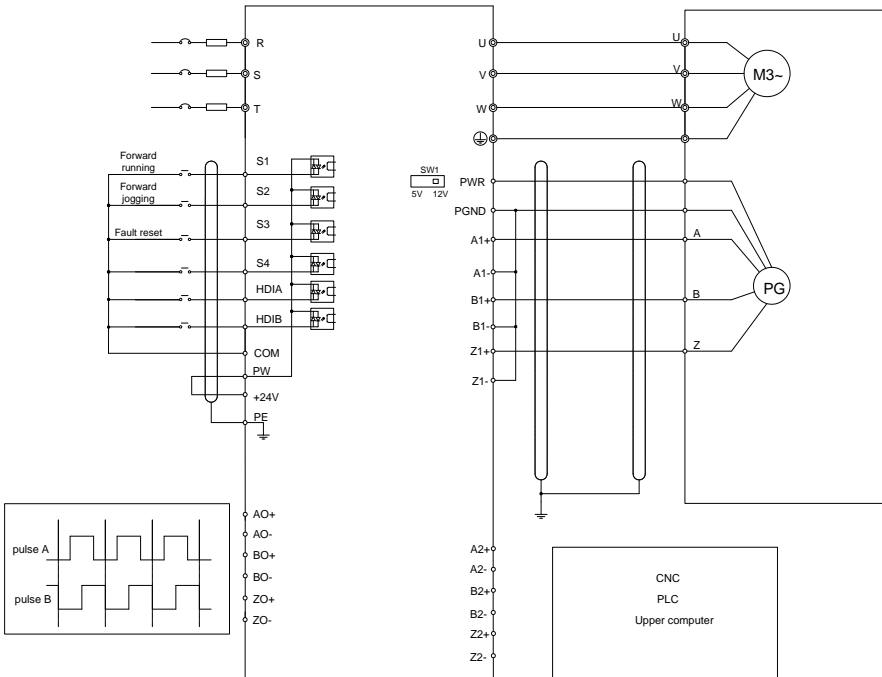 R
S
T
U
V
W
U
V
W
M3~
Forward
running
Forward
jogging
Fault reset
S1
S2
S3
S4
HDIA
HDIB
COM
PW
+24V
PE
SW1
5V 12V
PWR
PGND
A1+
A1-
B1+
B1-
Z1+
Z1-
A
B
Z
PG
pulse A
pulse B
AO+
AO-
BO+
BO-
ZO+
ZO-
A2+
A2-
B2+
B2-
Z2+
Z2-
CNC
PLC
Upper computer